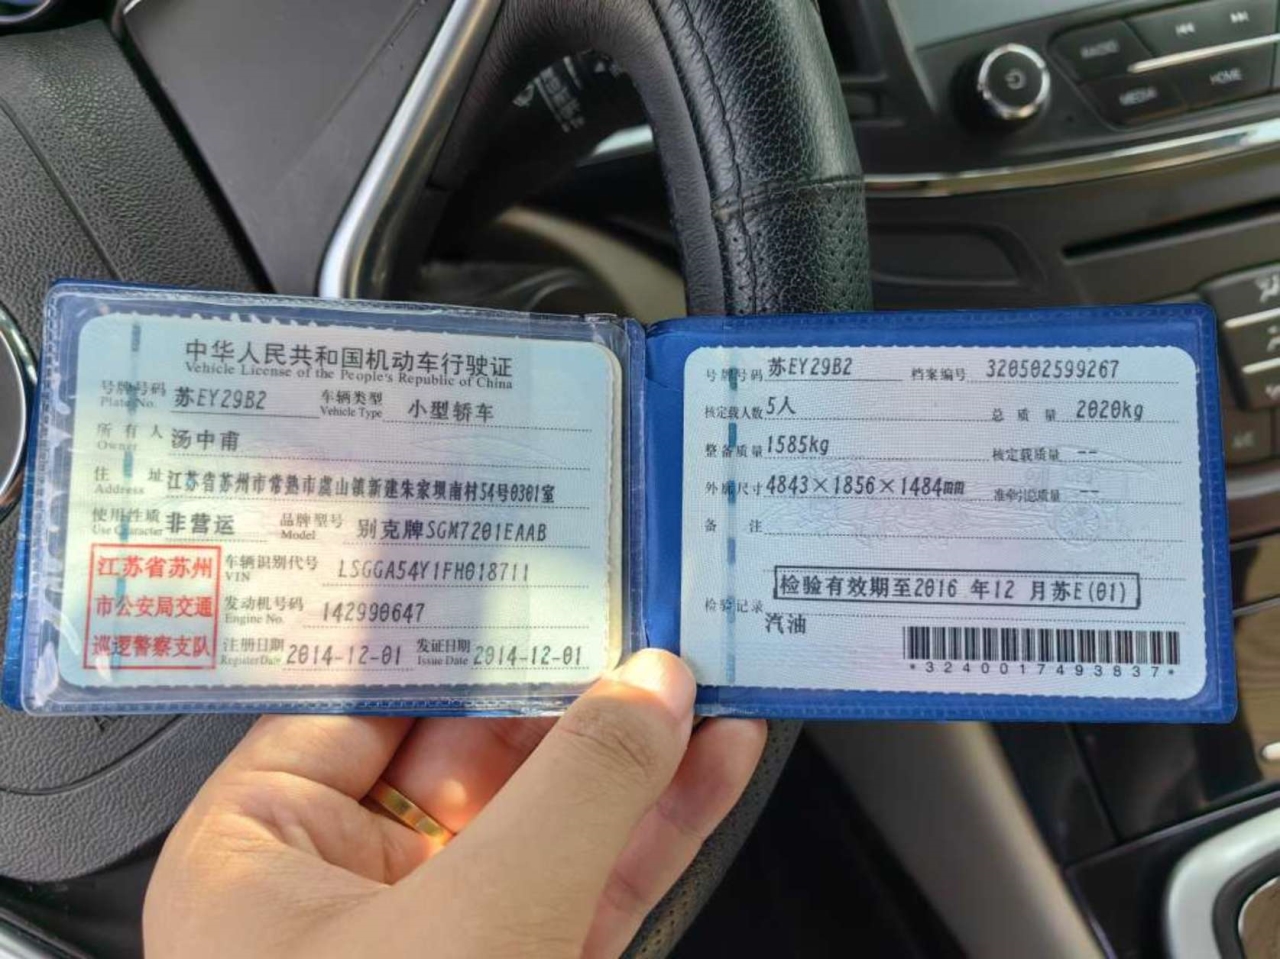 中华人民共和国机动车行驶证
Vehicle License of the People's Republic of China
号牌号码 苏EY29B2 车辆类型 小型轿车
Plate No. Vehicle Type
所有人 汤中甫
Owner
住址 江苏省苏州市常熟市虞山镇新建朱家坝南村54号0301室
Address
使用性质 非营运 品牌型号 别克牌SGM7201EAAB
Use Character Model
江苏省苏州
市公安局交通
巡逻警察支队
车辆识别代号 LSGGA54Y1FH018711
VIN
发动机号码 142990647
Engine No.
注册日期 2014-12-01 发证日期 2014-12-01
Register Date Issue Date
号牌号码 苏EY29B2 档案编号 320502599267
核定载人数 5人 总质量 2020kg
整备质量 1585kg 核定载质量 --
外廓尺寸 4843×1856×1484mm 准牵引总质量 --
备注
检验有效期至2016 年12 月苏E(01)
检验记录
汽油
*3240017493837*
RADIO
MEDIA
HOME